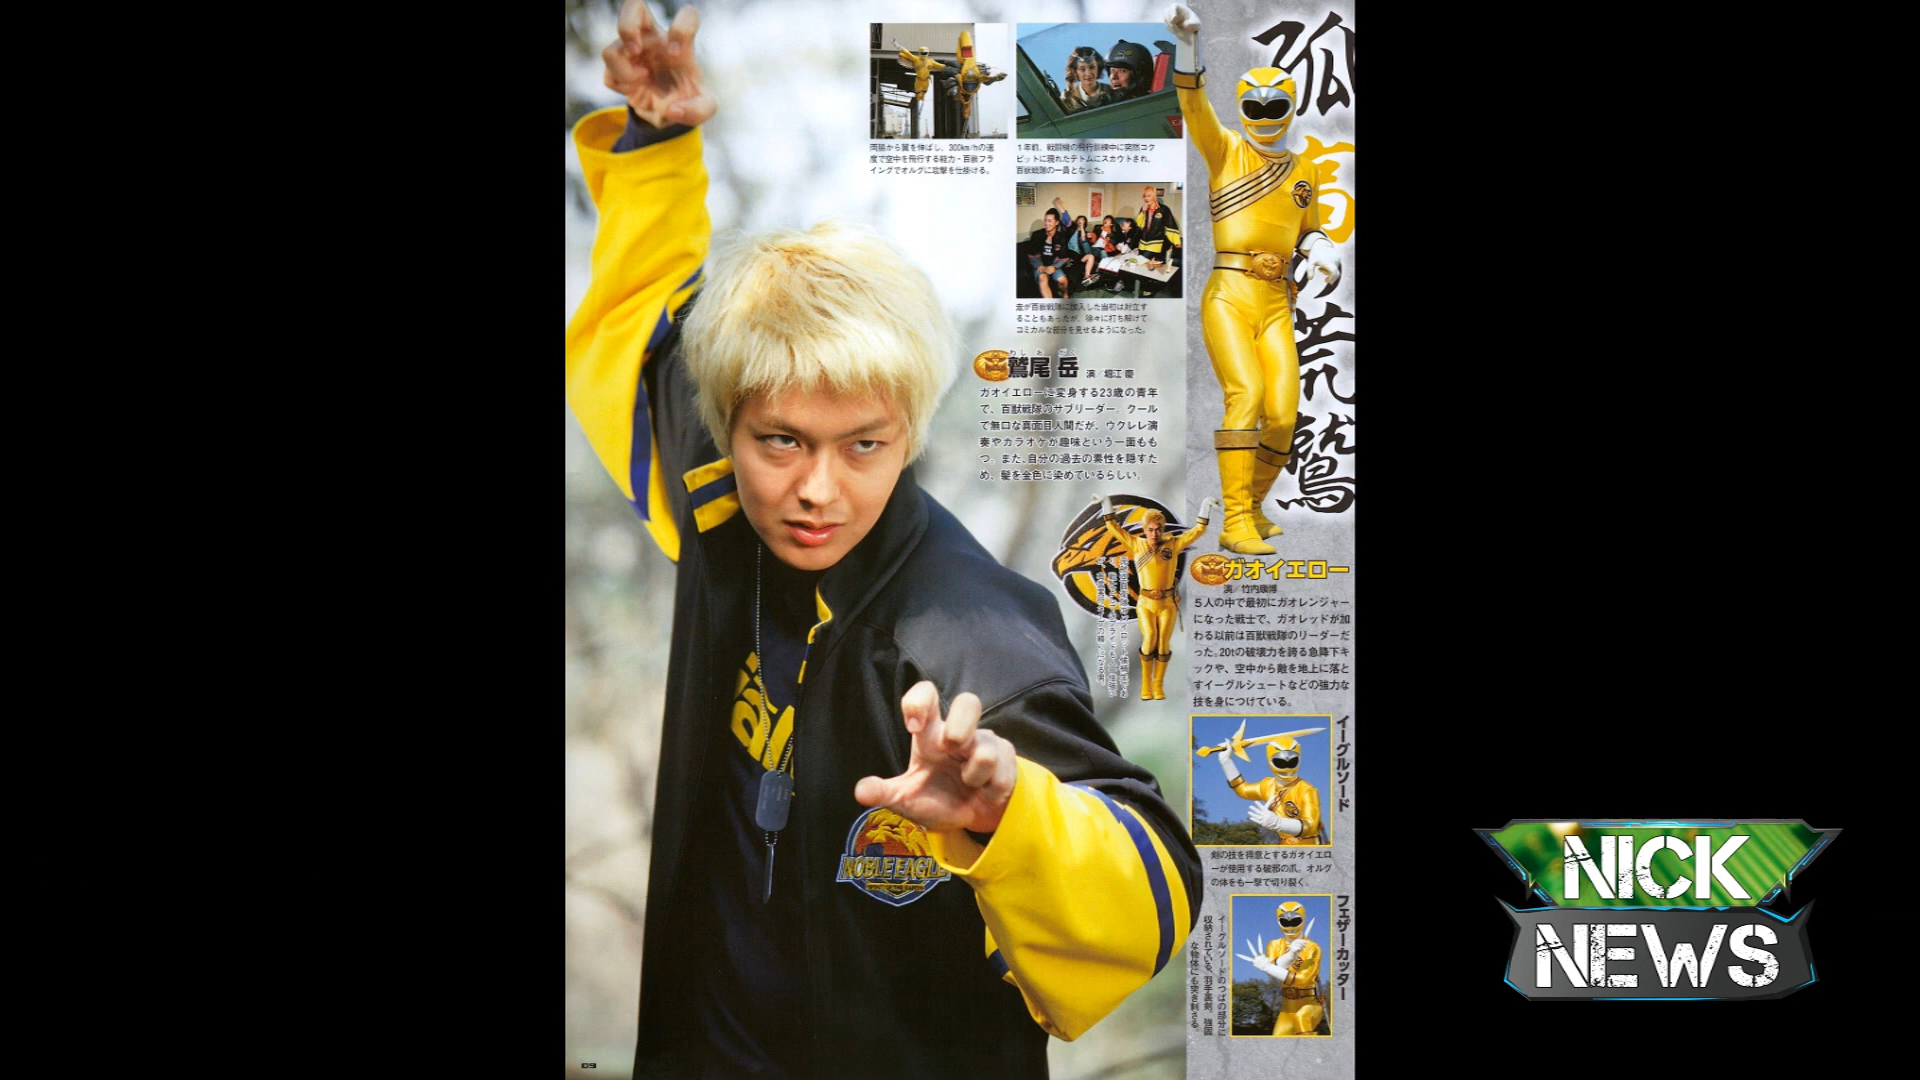 孤高の荒鷲
両腕から翼を伸ばし、300km/hの速
度で空中を飛行する能力・百獣フラ
イングでオルグに攻撃を仕掛ける。
1年前、戦闘機の飛行訓練中に突然コク
ピットに現れたテトムにスカウトされ、
百獣戦隊の一員となった。
走が百獣戦隊に加入した当初は対立す
ることもあったが、徐々に打ち解けて
コミカルな部分を見せるようになった。
わしお がく
鷲尾 岳 演/堀江 慶
ガオイエローに変身する23歳の青年
で、百獣戦隊のサブリーダー。クール
で無口な真面目人間だが、ウクレレ演
奏やカラオケが趣味という一面もも
つ。また、自分の過去の素性を隠すた
め、髪を金色に染めているらしい。
ガオイエロー
演/竹内康博
5人の中で最初にガオレンジャー
になった戦士で、ガオレッドが加
わる以前は百獣戦隊のリーダーだ
った。20tの破壊力を誇る急降下キ
ックや、空中から敵を地上に落と
すイーグルシュートなどの強力な
技を身につけている。
イーグルソード
剣の技を得意とするガオイエロ
ーが使用する破邪の爪。オルグ
の体をも一撃で切り裂く。
フェザーカッター
イーグルソードのつばの部分に
収納されている、羽手裏剣。強固
な物体にも突き刺さる。
NOBLE EAGLE
09
NICK
NEWS